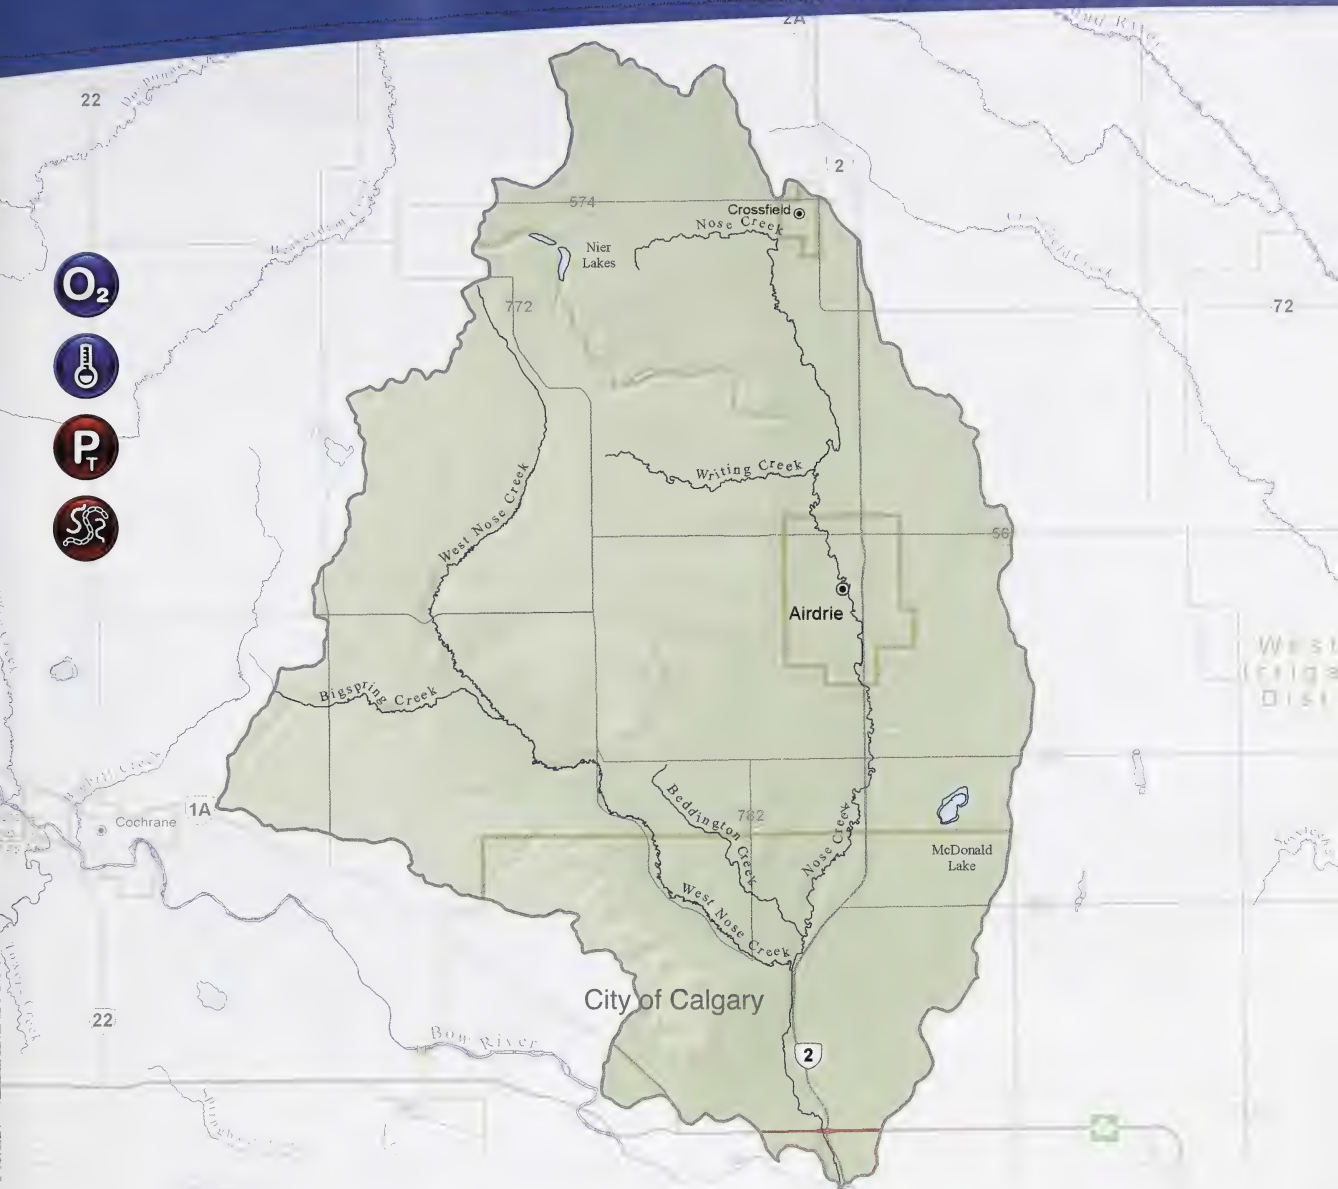 2A
22
2
574
Crossfield
Nose Creek
Nier
Lakes
O₂
772
72
P
T
Writing Creek
West Nose Creek
Airdrie
Bigspring Creek
1A
Cochrane
Beddington Creek
Nose Creek
McDonald
Lake
West Nose Creek
City of Calgary
22
Bow River
2